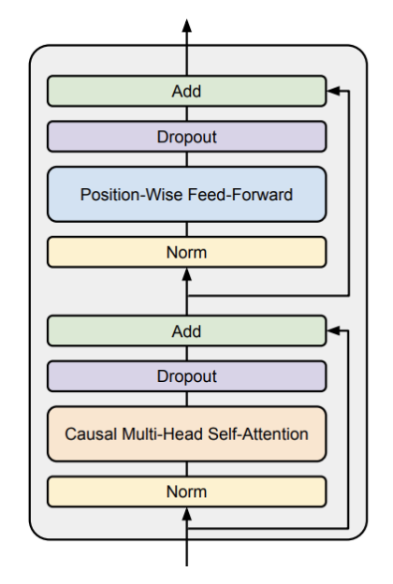 Add
Dropout
Position-Wise Feed-Forward
Norm
Add
Dropout
Causal Multi-Head Self-Attention
Norm